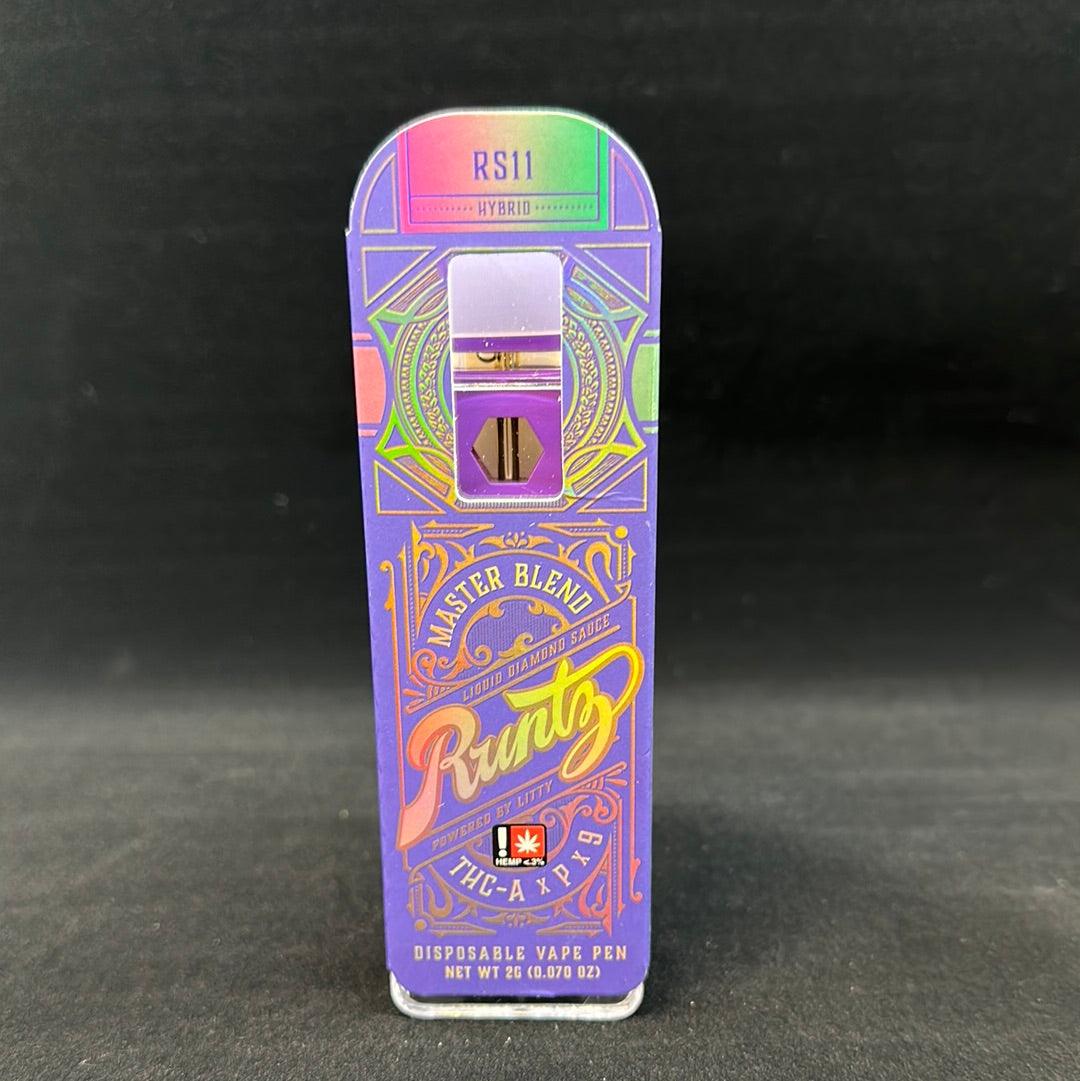 RS11
HYBRID
MASTER BLEND
LIQUID DIAMOND SAUCE
Runtz
POWERED BY LITTY
!
HEMP <.3%
THC-A x P x 9
DISPOSABLE VAPE PEN
NET WT 2G (0.070 OZ)